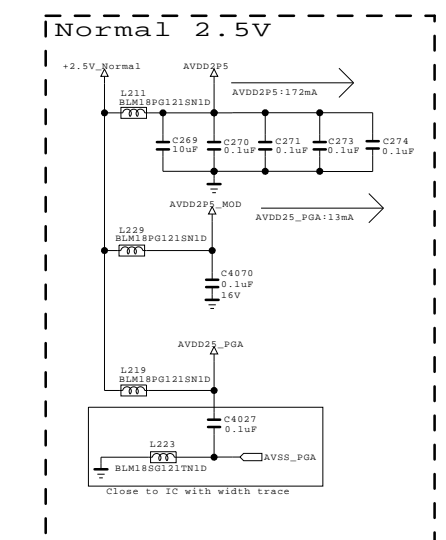 Normal 2.5V
+2.5V_Normal
AVDD2P5
L211
BLM18PG121SN1D
AVDD2P5:172mA
C269
10uF
C270
0.1uF
C271
0.1uF
C273
0.1uF
C274
0.1uF
AVDD2P5_MOD
AVDD25_PGA:13mA
L229
BLM18PG121SN1D
C4070
0.1uF
16V
AVDD25_PGA
L219
BLM18PG121SN1D
C4027
0.1uF
L223
BLM18SG121TN1D
AVSS_PGA
Close to IC with width trace